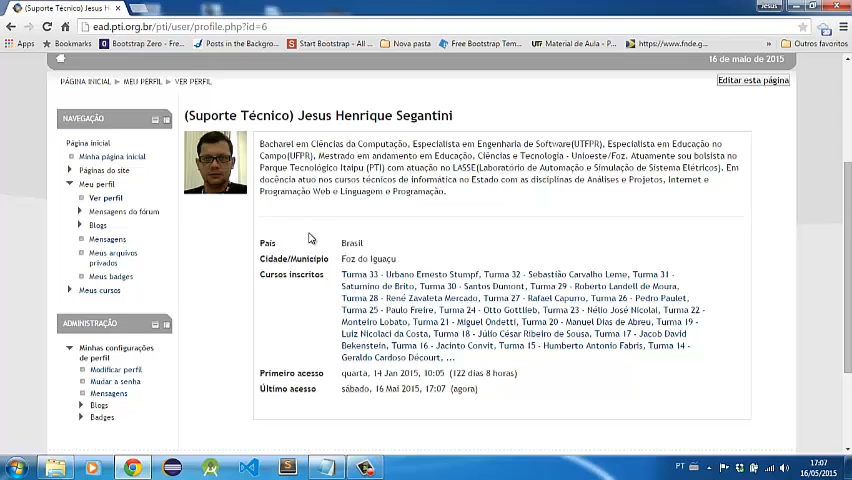 (Suporte Técnico) Jesus H
Jesus
ead.pti.org.br/pti/user/profile.php?id=6
Apps Bookmarks Bootstrap Zero - Fre... Posts in the Backgro... Start Bootstrap - All... Nova pasta Free Bootstrap Tem... Material de Aula - P... https://www.fnde.g... » Outros favoritos
16 de maio de 2015
PÁGINA INICIAL MEU PERFIL VER PERFIL
Editar esta página
NAVEGAÇÃO
Página inicial
Minha página inicial
Páginas do site
Meu perfil
Ver perfil
Mensagens do fórum
Blogs
Mensagens
Meus arquivos
privados
Meus badges
Meus cursos
ADMINISTRAÇÃO
Minhas configurações
de perfil
Modificar perfil
Mudar a senha
Mensagens
Blogs
Badges
(Suporte Técnico) Jesus Henrique Segantini
Bacharel em Ciências da Computação, Especialista em Engenharia de Software(UTFPR), Especialista em Educação no
Campo(UFPR), Mestrado em andamento em Educação, Ciências e Tecnologia - Unioeste/Foz. Atuamente sou bolsista no
Parque Tecnológico Itaipu (PTI) com atuação no LASSE(Laboratório de Automação e Simulação de Sistema Elétricos). Em
docência atuo nos cursos técnicos de informática no Estado com as disciplinas de Análises e Projetos, Internet e
Programação Web e Linguagem e Programação.
País Brasil
Cidade/Município Foz do Iguaçu
Cursos inscritos Turma 33 - Urbano Ernesto Stumpf, Turma 32 - Sebastião Carvalho Leme, Turma 31 -
Saturnino de Brito, Turma 30 - Santos Dumont, Turma 29 - Roberto Landell de Moura,
Turma 28 - René Zavaleta Mercado, Turma 27 - Rafael Capurro, Turma 26 - Pedro Paulet,
Turma 25 - Paulo Freire, Turma 24 - Otto Gottlieb, Turma 23 - Nélio José Nicolai, Turma 22 -
Monteiro Lobato, Turma 21 - Miguel Ondetti, Turma 20 - Manuel Dias de Abreu, Turma 19 -
Luiz Nicolaci da Costa, Turma 18 - Júlio César Ribeiro de Sousa, Turma 17 - Jacob David
Bekenstein, Turma 16 - Jacinto Convit, Turma 15 - Humberto Antonio Fabris, Turma 14 -
Geraldo Cardoso Décourt, ...
Primeiro acesso quarta, 14 Jan 2015, 10:05 (122 dias 8 horas)
Último acesso sábado, 16 Mai 2015, 17:07 (agora)
PT
17:07
16/05/2015